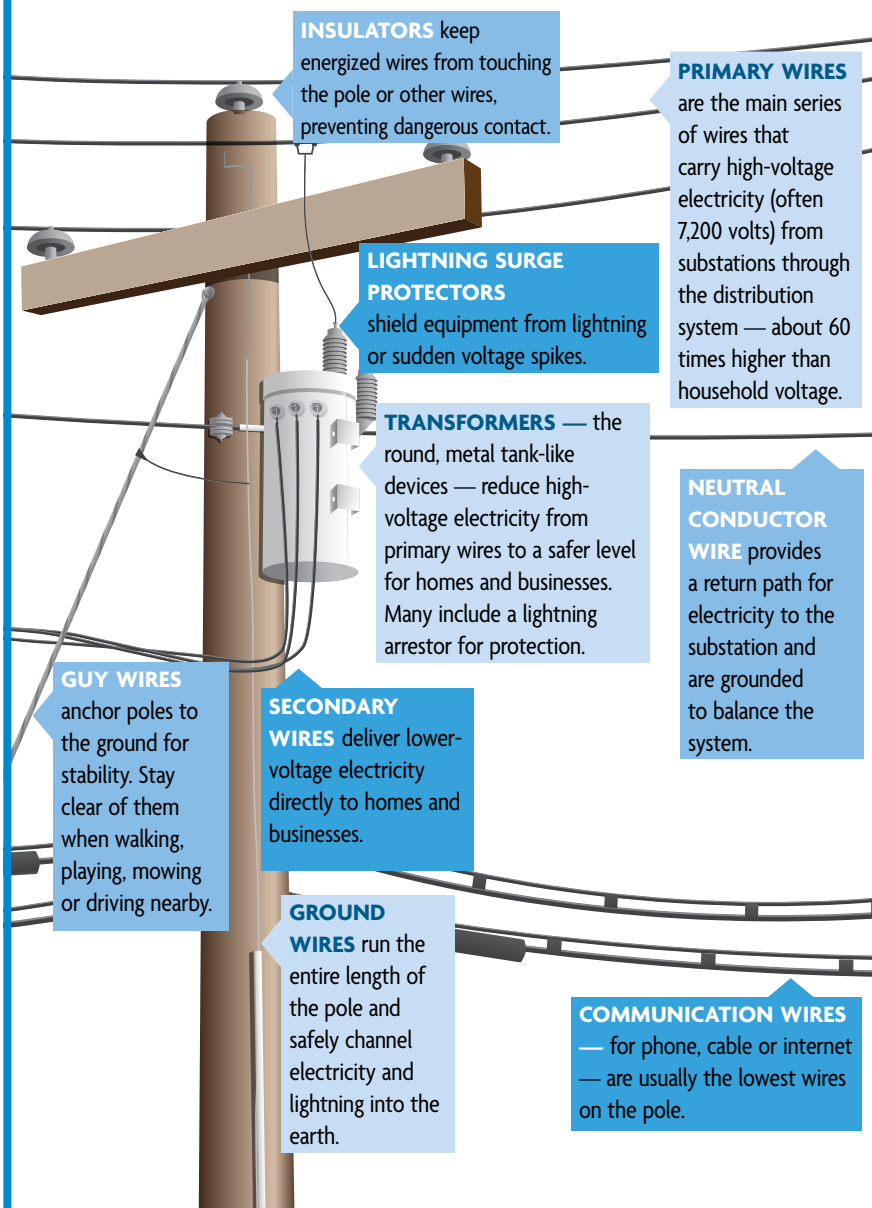 INSULATORS keep
energized wires from touching
the pole or other wires,
preventing dangerous contact.
PRIMARY WIRES
are the main series
of wires that
carry high-voltage
electricity (often
7,200 volts) from
substations through
the distribution
system — about 60
times higher than
household voltage.
LIGHTNING SURGE
PROTECTORS
shield equipment from lightning
or sudden voltage spikes.
TRANSFORMERS — the
round, metal tank-like
devices — reduce high-
voltage electricity from
primary wires to a safer level
for homes and businesses.
Many include a lightning
arrestor for protection.
NEUTRAL
CONDUCTOR
WIRE provides
a return path for
electricity to the
substation and
are grounded
to balance the
system.
GUY WIRES
anchor poles to
the ground for
stability. Stay
clear of them
when walking,
playing, mowing
or driving nearby.
SECONDARY
WIRES deliver lower-
voltage electricity
directly to homes and
businesses.
GROUND
WIRES run the
entire length of
the pole and
safely channel
electricity and
lightning into the
earth.
COMMUNICATION WIRES
— for phone, cable or internet
— are usually the lowest wires
on the pole.